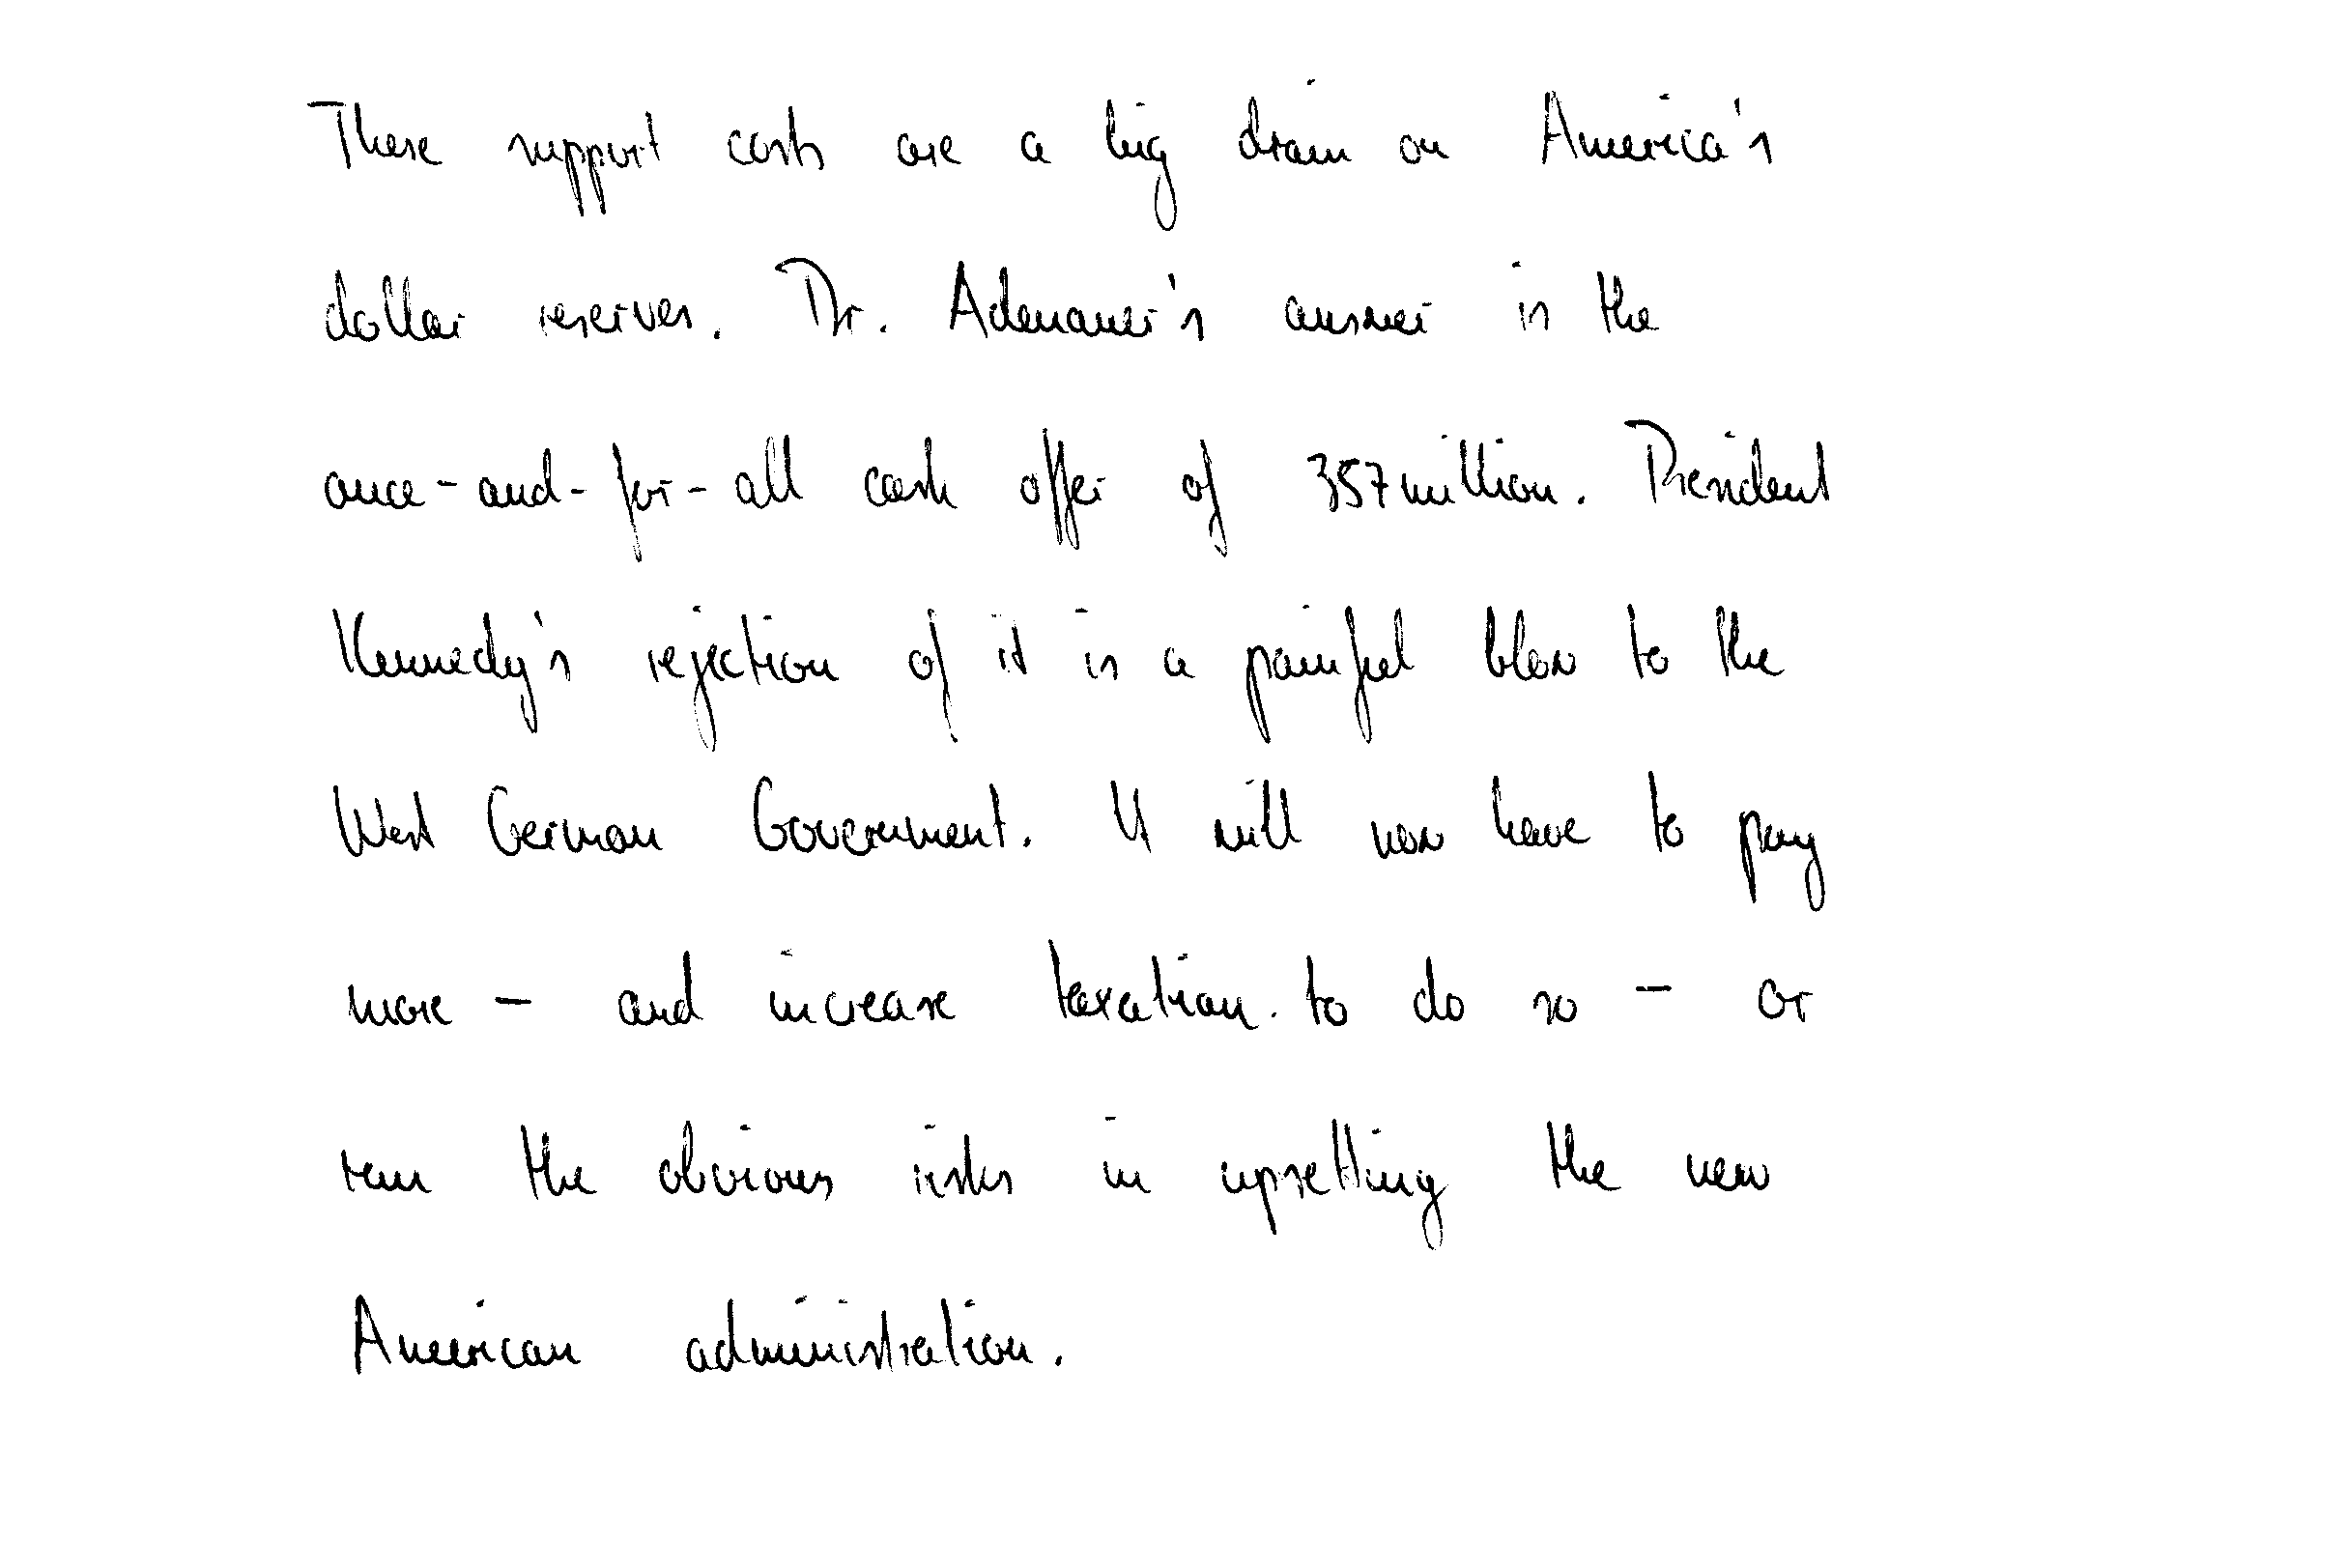 These support costs are a big drain on America's
dollar reserves. Dr. Adenauer's answer is the
once-and-for-all cash offer of 357million. President
Kennedy's rejection of it is a painful blow to the
West German Government. It will now have to pay
more - and increase taxation. to do so - or
run the obvious risks in upsetting the new
American administration.